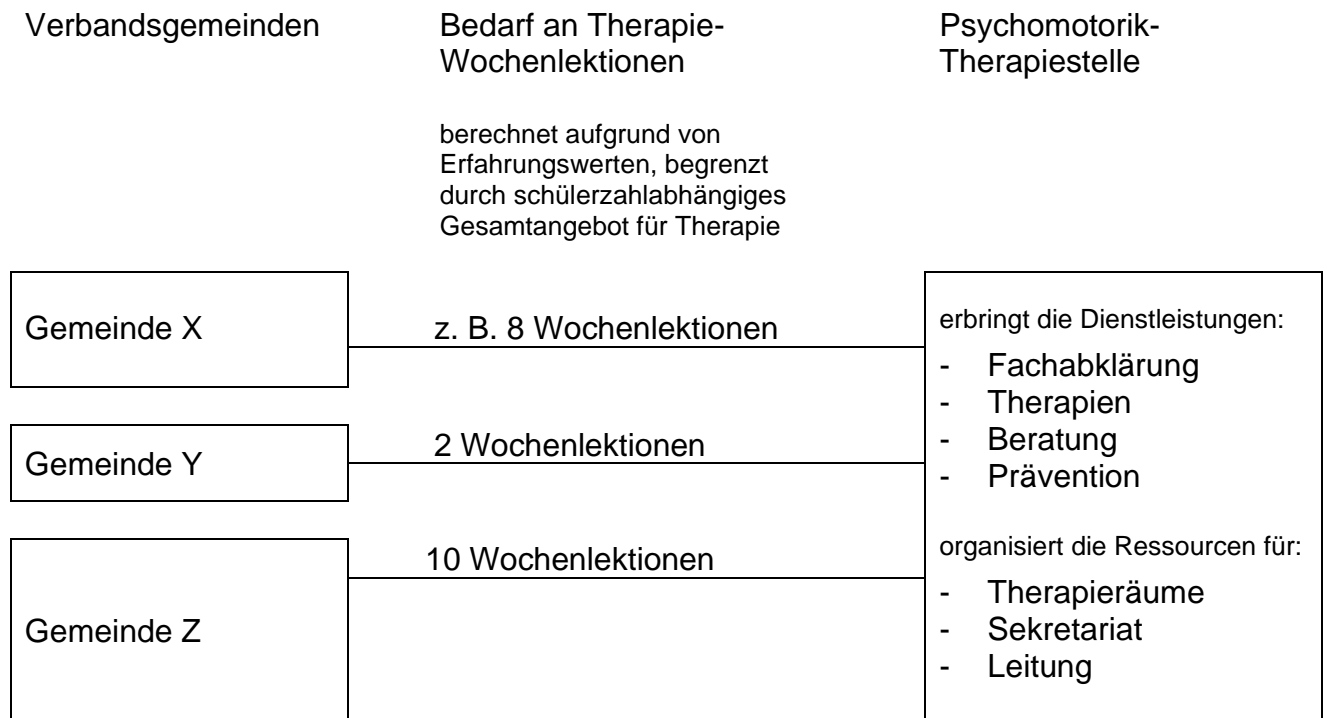 Verbandsgemeinden
Bedarf an Therapie-
Wochenlektionen
Psychomotorik-
Therapiestelle
berechnet aufgrund von
Erfahrungswerten, begrenzt
durch schülerzahlabhängiges
Gesamtangebot für Therapie
Gemeinde X
z. B. 8 Wochenlektionen
Gemeinde Y
2 Wochenlektionen
Gemeinde Z
10 Wochenlektionen
erbringt die Dienstleistungen:
- Fachabklärung
- Therapien
- Beratung
- Prävention
organisiert die Ressourcen für:
- Therapieräume
- Sekretariat
- Leitung